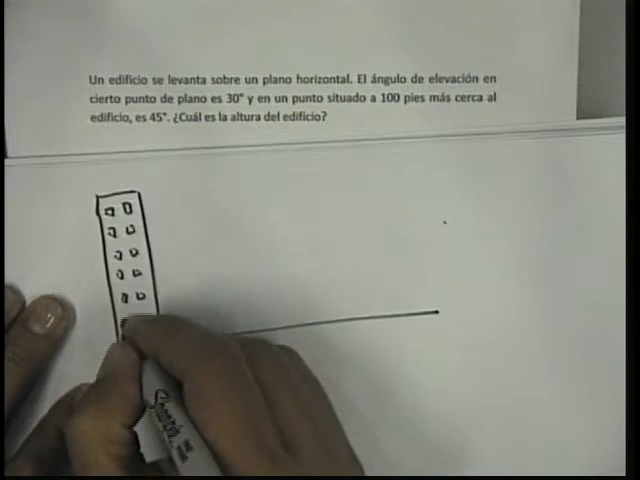 Un edificio se levanta sobre un plano horizontal. El ángulo de elevación en
cierto punto de plano es 30° y en un punto situado a 100 pies más cerca al
edificio, es 45°. ¿Cuál es la altura del edificio?
Sharpie